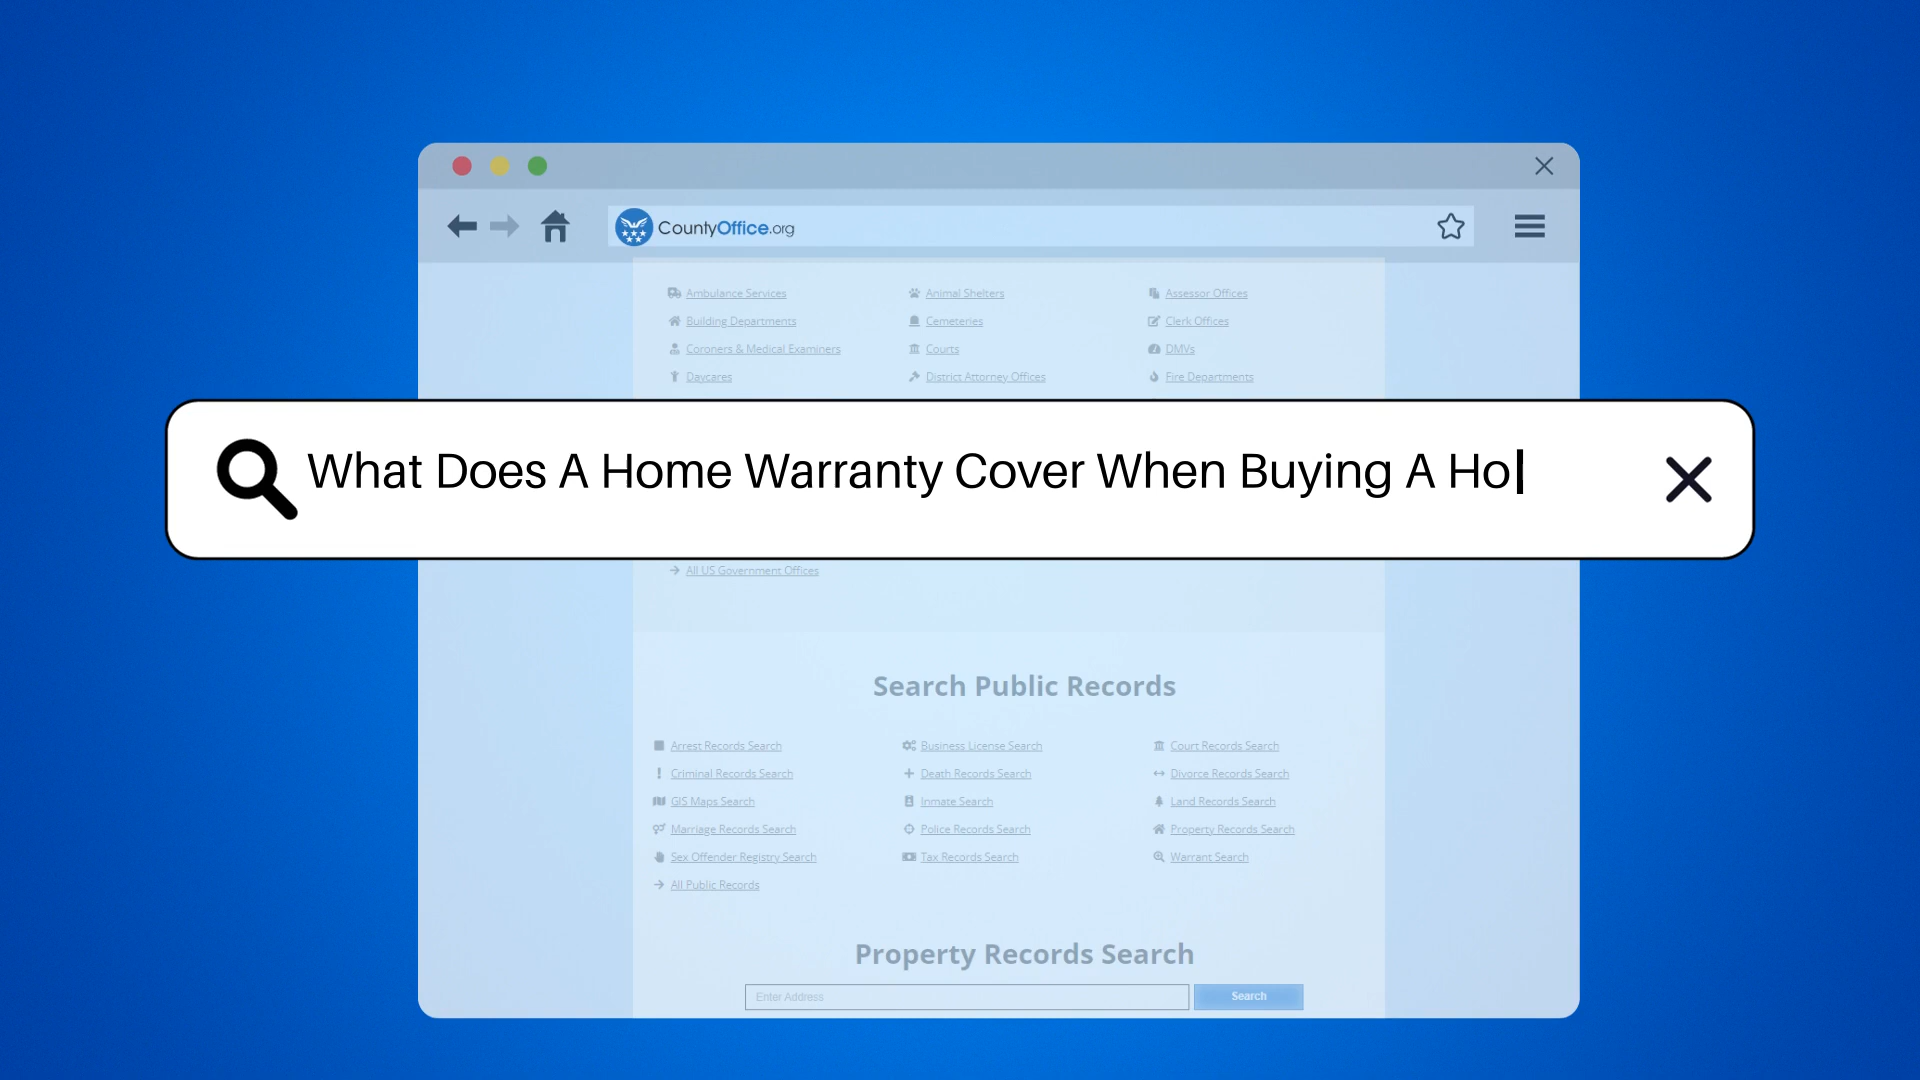 CountyOffice.org
Ambulance Services Animal Shelters Assessor Offices
Building Departments Cemeteries Clerk Offices
Coroners & Medical Examiners Courts DMVs
Daycares District Attorney Offices Fire Departments
What Does A Home Warranty Cover When Buying A Ho
All US Government Offices
Search Public Records
Arrest Records Search Business License Search Court Records Search
Criminal Records Search Death Records Search Divorce Records Search
GIS Maps Search Inmate Search Land Records Search
Marriage Records Search Police Records Search Property Records Search
Sex Offender Registry Search Tax Records Search Warrant Search
All Public Records
Property Records Search
Enter Address Search